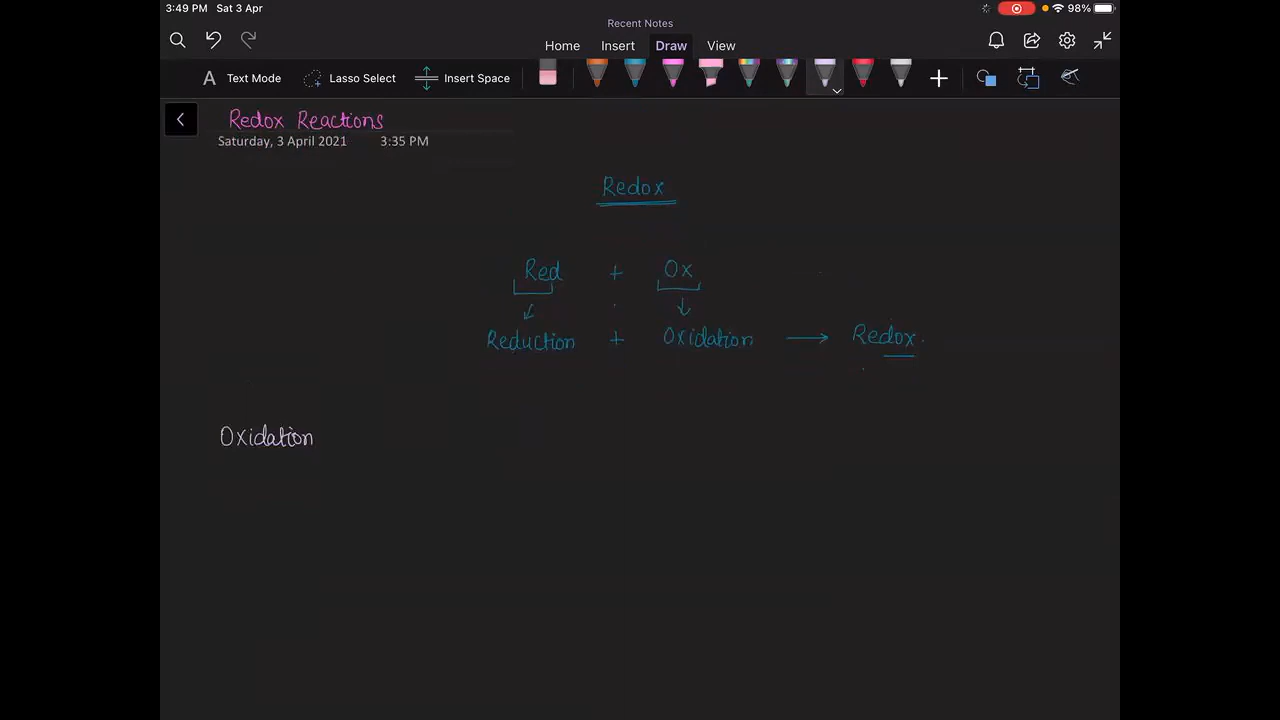 3:49 PM Sat 3 Apr 98%
Recent Notes
Home Insert Draw View
A Text Mode Lasso Select Insert Space
Redox Reactions
Saturday, 3 April 2021 3:35 PM
Redox
Red + Ox
Reduction + Oxidation → Redox.
Oxidation